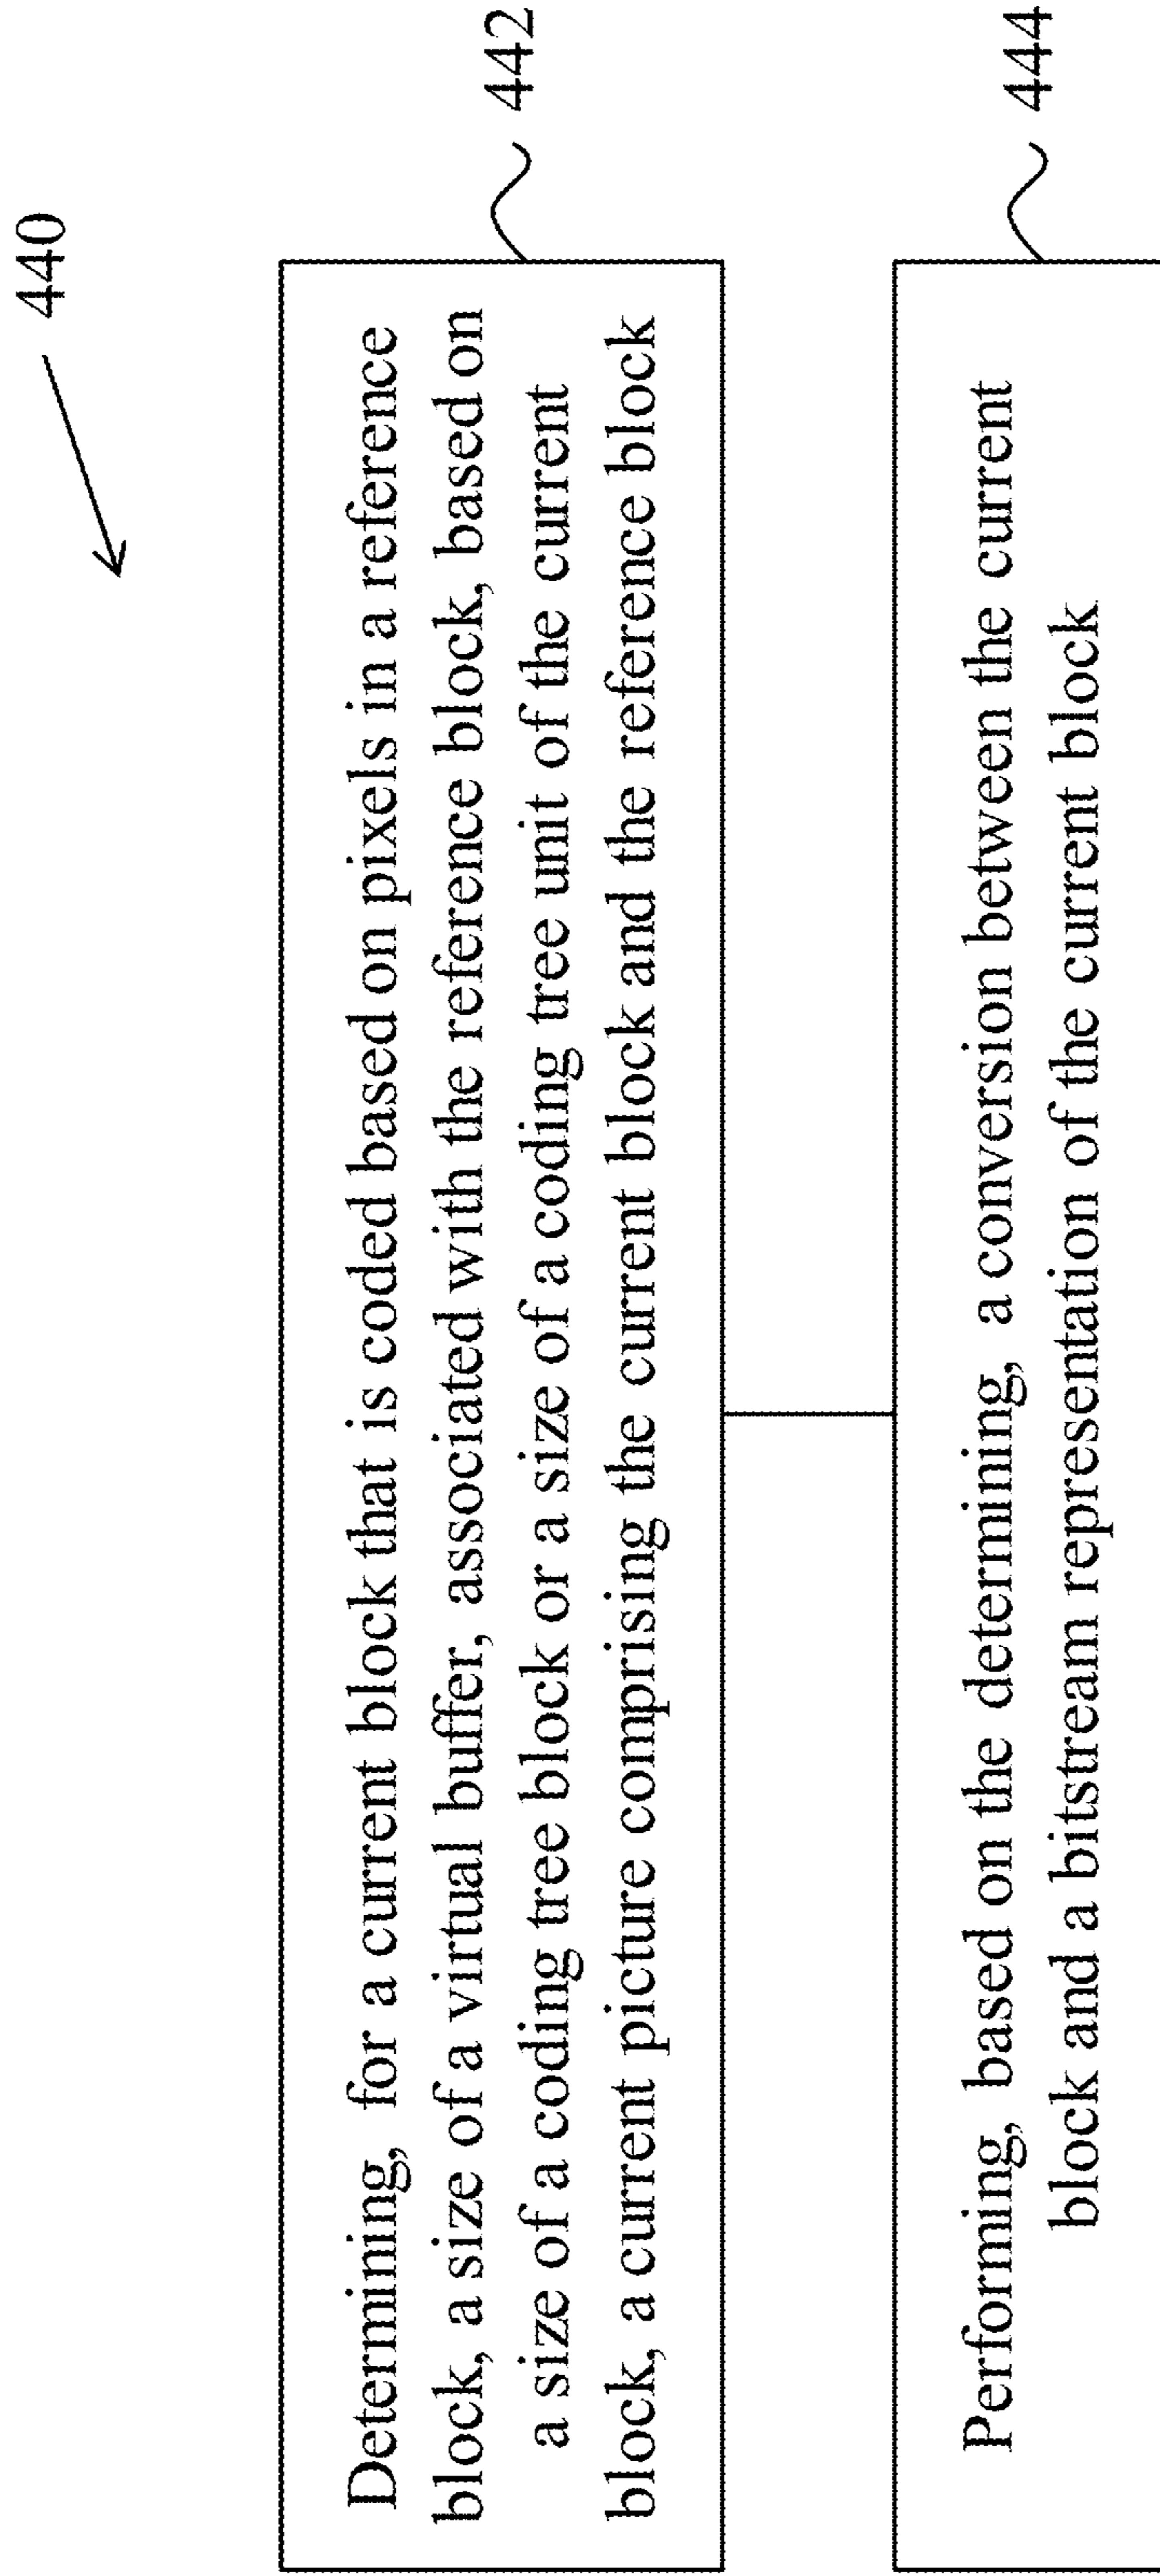 440
Determining, for a current block that is coded based on pixels in a reference
block, a size of a virtual buffer, associated with the reference block, based on
a size of a coding tree block or a size of a coding tree unit of the current
block, a current picture comprising the current block and the reference block
442
Performing, based on the determining, a conversion between the current
block and a bitstream representation of the current block
444